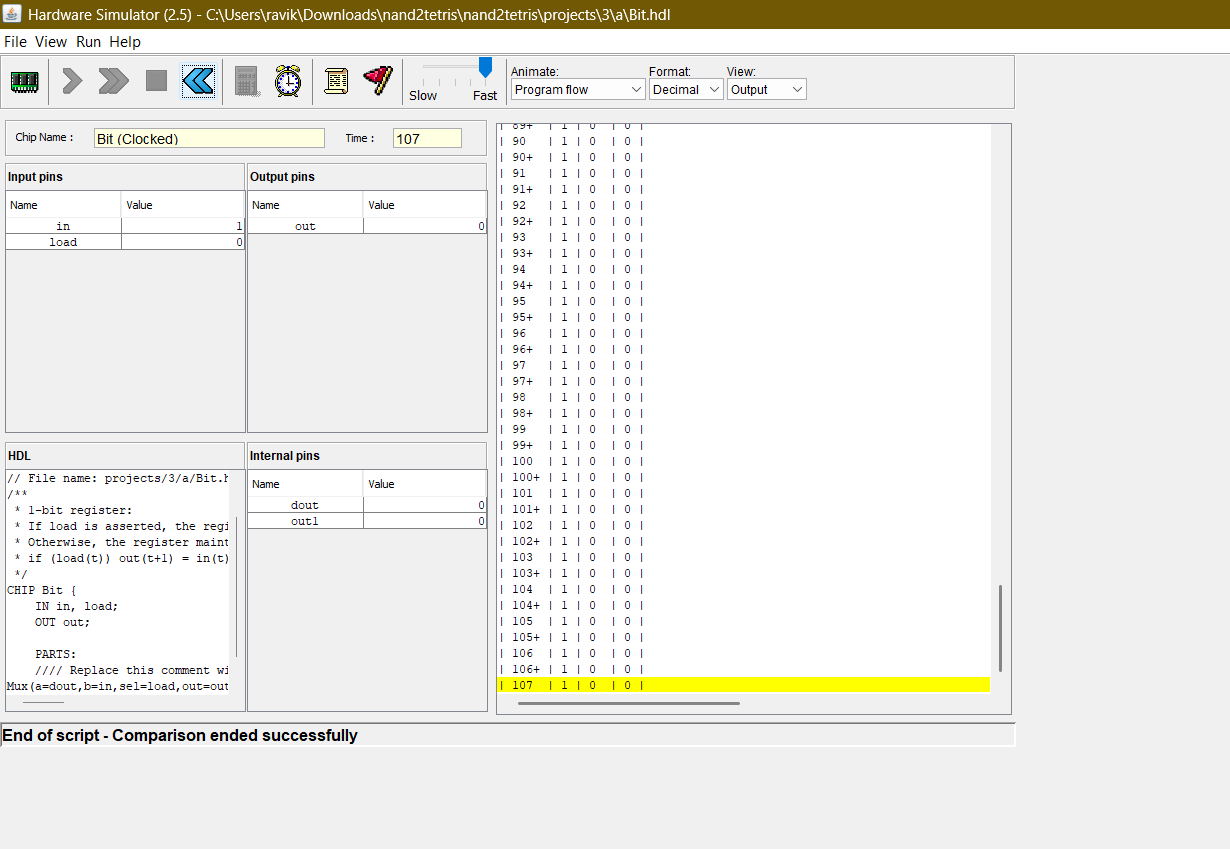 Hardware Simulator (2.5) - C:\Users\ravik\Downloads\nand2tetris\nand2tetris\projects\3\a\Bit.hdl
File View Run Help
Slow Fast
Animate: Format: View:
Program flow Decimal Output
Chip Name : Bit (Clocked) Time : 107
Input pins
Name Value
in 1
load 0
Output pins
Name Value
out 0
HDL
// File name: projects/3/a/Bit.h
/**
* 1-bit register:
* If load is asserted, the regi
* Otherwise, the register maint
* if (load(t)) out(t+1) = in(t)
*/
CHIP Bit {
IN in, load;
OUT out;
PARTS:
//// Replace this comment wi
Mux(a=dout,b=in,sel=load,out=out
Internal pins
Name Value
dout 0
out1 0
| 89+ | 1 | 0 | 0 |
| 90 | 1 | 0 | 0 |
| 90+ | 1 | 0 | 0 |
| 91 | 1 | 0 | 0 |
| 91+ | 1 | 0 | 0 |
| 92 | 1 | 0 | 0 |
| 92+ | 1 | 0 | 0 |
| 93 | 1 | 0 | 0 |
| 93+ | 1 | 0 | 0 |
| 94 | 1 | 0 | 0 |
| 94+ | 1 | 0 | 0 |
| 95 | 1 | 0 | 0 |
| 95+ | 1 | 0 | 0 |
| 96 | 1 | 0 | 0 |
| 96+ | 1 | 0 | 0 |
| 97 | 1 | 0 | 0 |
| 97+ | 1 | 0 | 0 |
| 98 | 1 | 0 | 0 |
| 98+ | 1 | 0 | 0 |
| 99 | 1 | 0 | 0 |
| 99+ | 1 | 0 | 0 |
| 100 | 1 | 0 | 0 |
| 100+ | 1 | 0 | 0 |
| 101 | 1 | 0 | 0 |
| 101+ | 1 | 0 | 0 |
| 102 | 1 | 0 | 0 |
| 102+ | 1 | 0 | 0 |
| 103 | 1 | 0 | 0 |
| 103+ | 1 | 0 | 0 |
| 104 | 1 | 0 | 0 |
| 104+ | 1 | 0 | 0 |
| 105 | 1 | 0 | 0 |
| 105+ | 1 | 0 | 0 |
| 106 | 1 | 0 | 0 |
| 106+ | 1 | 0 | 0 |
| 107 | 1 | 0 | 0 |
End of script - Comparison ended successfully